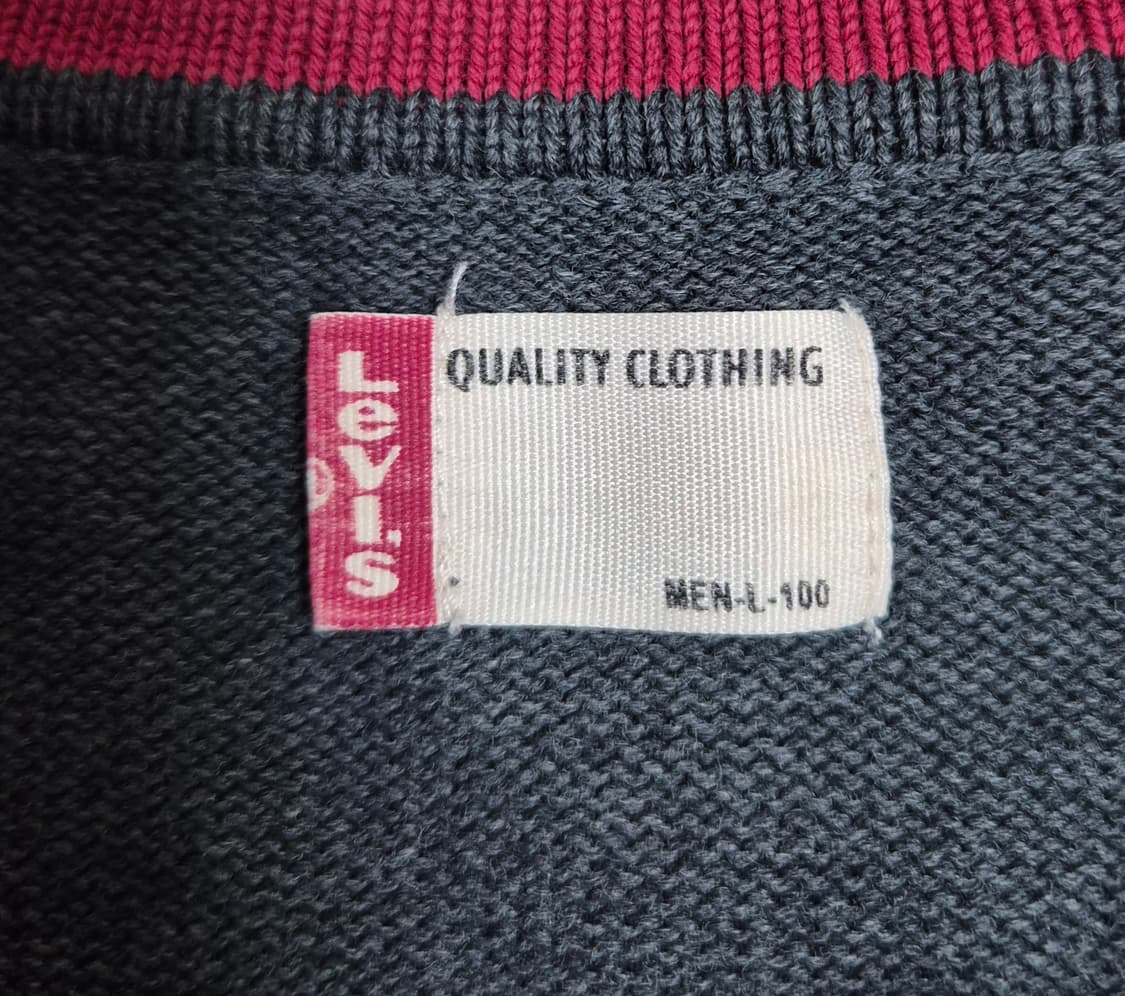 Levi's
®
QUALITY CLOTHING
MEN-L-100